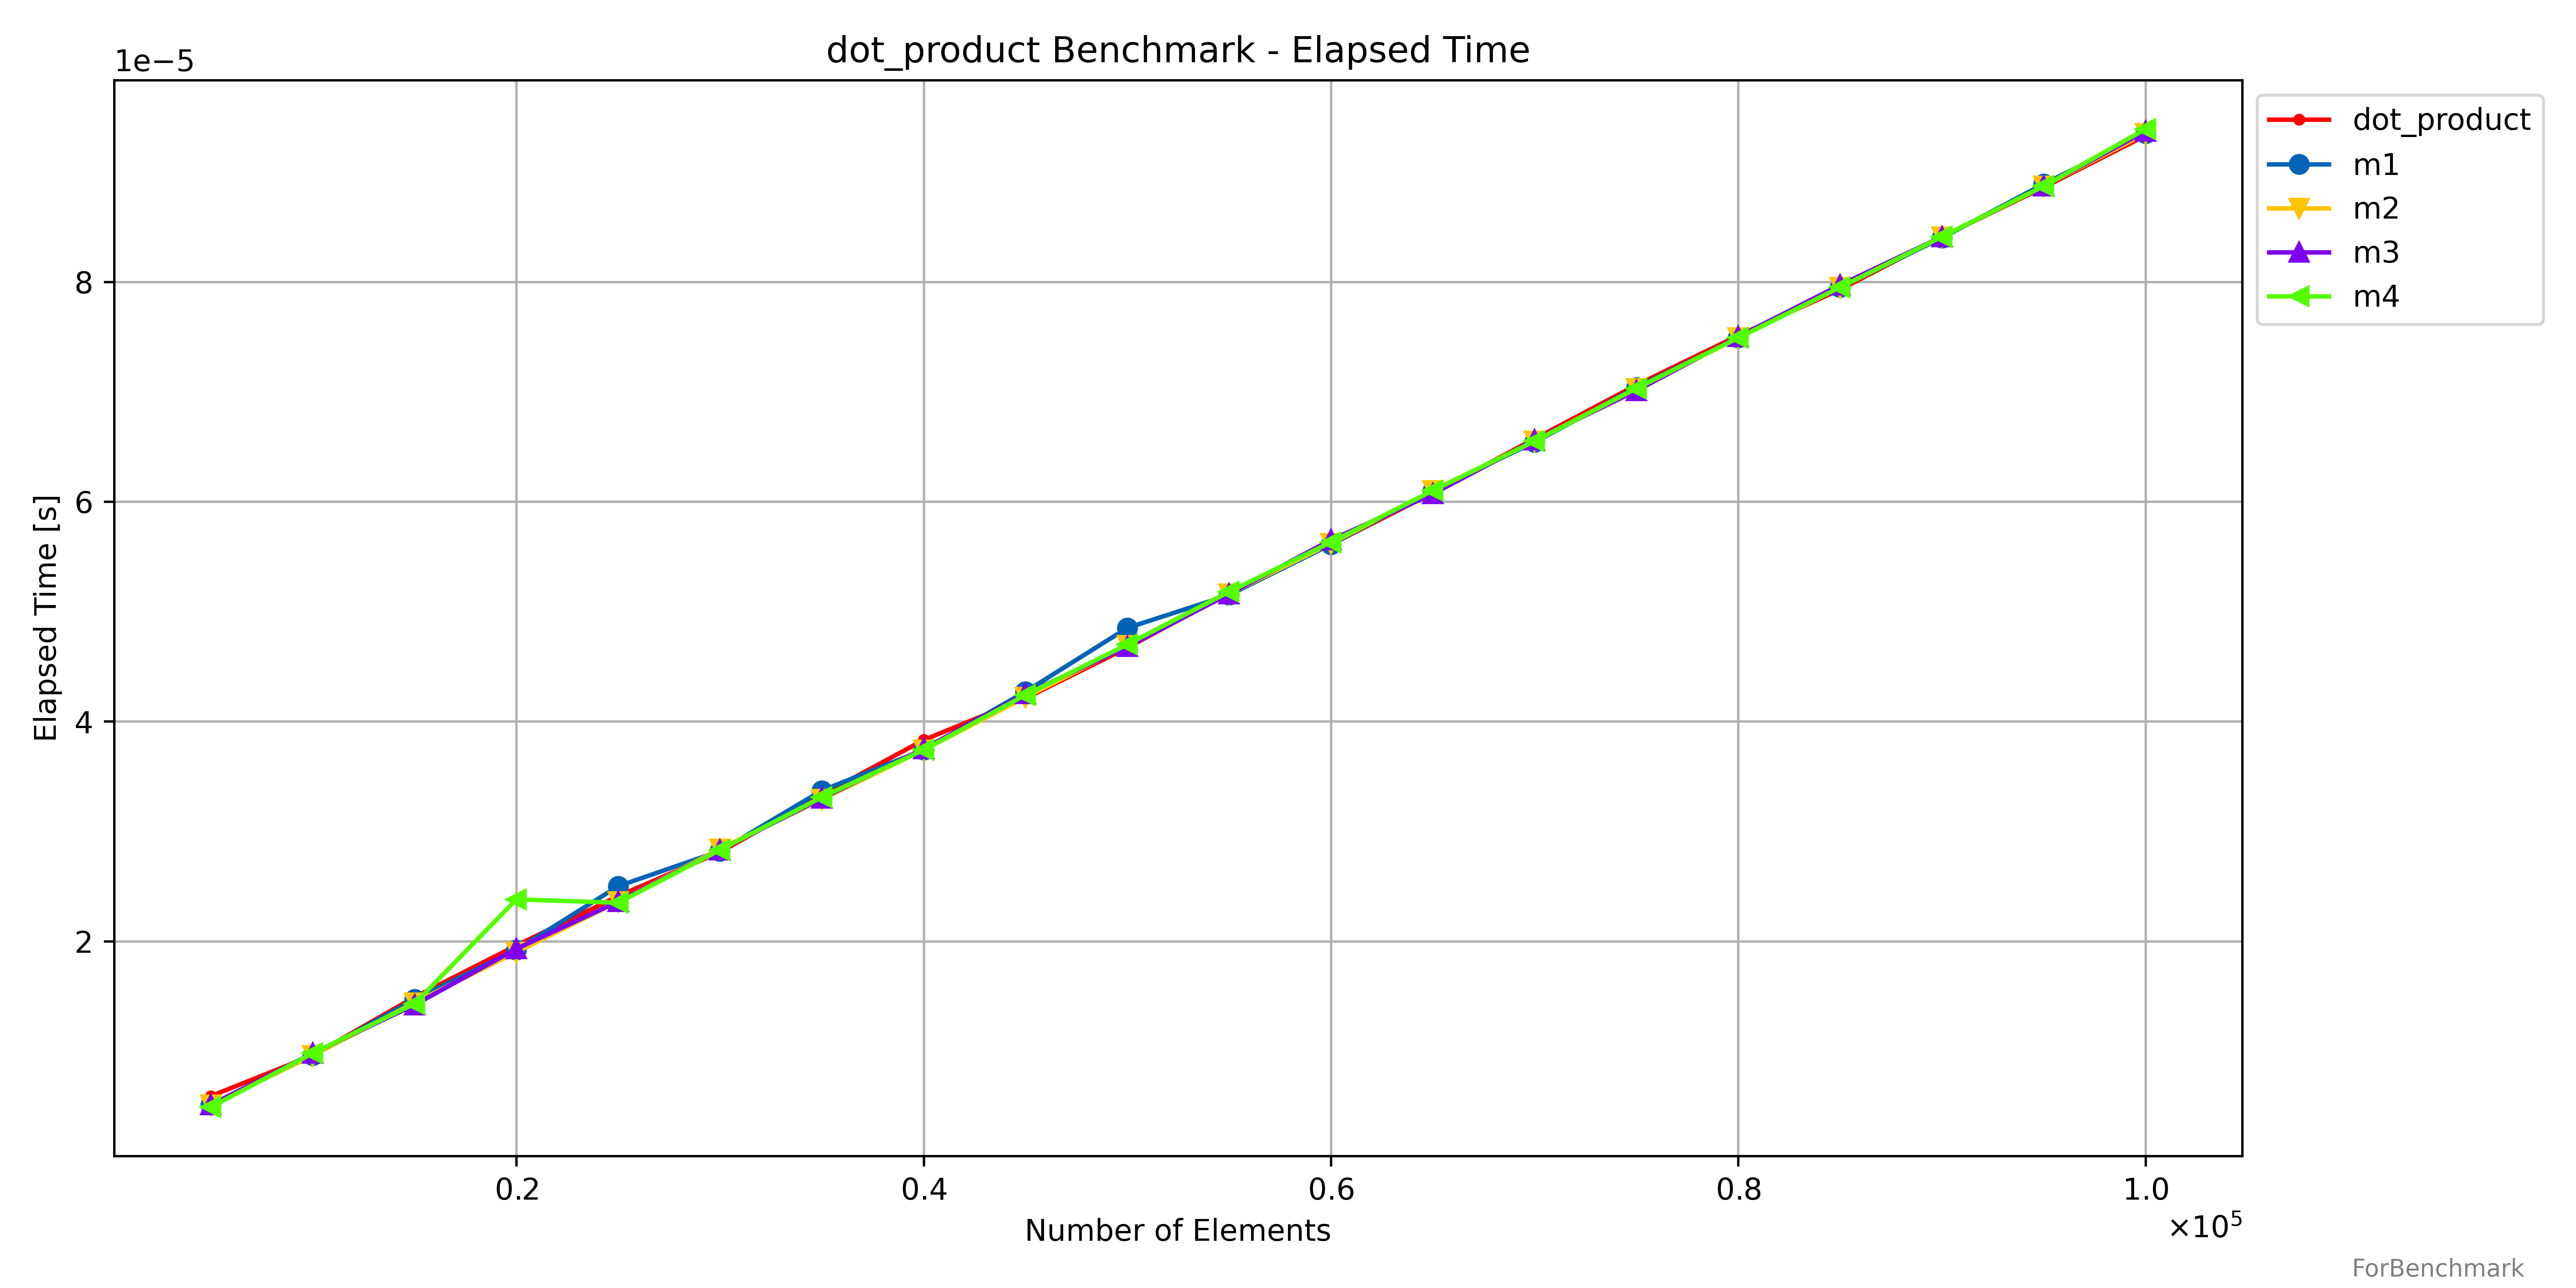 dot_product Benchmark - Elapsed Time
1e−5
dot_product
m1
m2
m3
m4
8
6
4
2
Elapsed Time [s]
0.2 0.4 0.6 0.8 1.0
Number of Elements
×10⁵
ForBenchmark